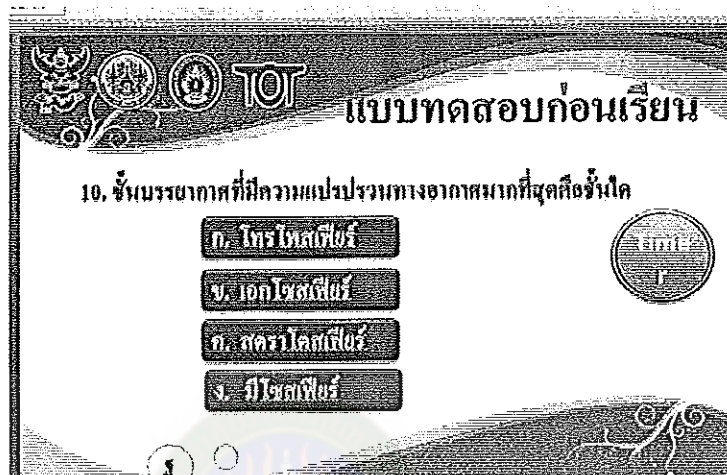 TOT
แบบทดสอบก่อนเรียน
10. ชั้นบรรยากาศที่มีความแปรปรวนทางอากาศมากที่สุดคือชั้นใด
ก. โทรโพสเฟียร์
ข. เอกโซสเฟียร์
ค. สตราโตสเฟียร์
ง. มีโซสเฟียร์
Time
r